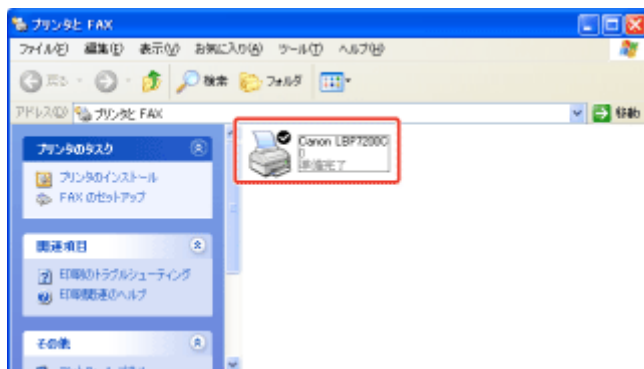 プリンタと FAX
ファイル(F) 編集(E) 表示(V) お気に入り(A) ツール(T) ヘルプ(H)
戻る 検索 フォルダ
アドレス(D) プリンタと FAX 移動
プリンタのタスク
プリンタのインストール
FAX のセットアップ
関連項目
印刷のトラブルシューティング
印刷関連のヘルプ
その他
Canon LBP7200C
0
準備完了